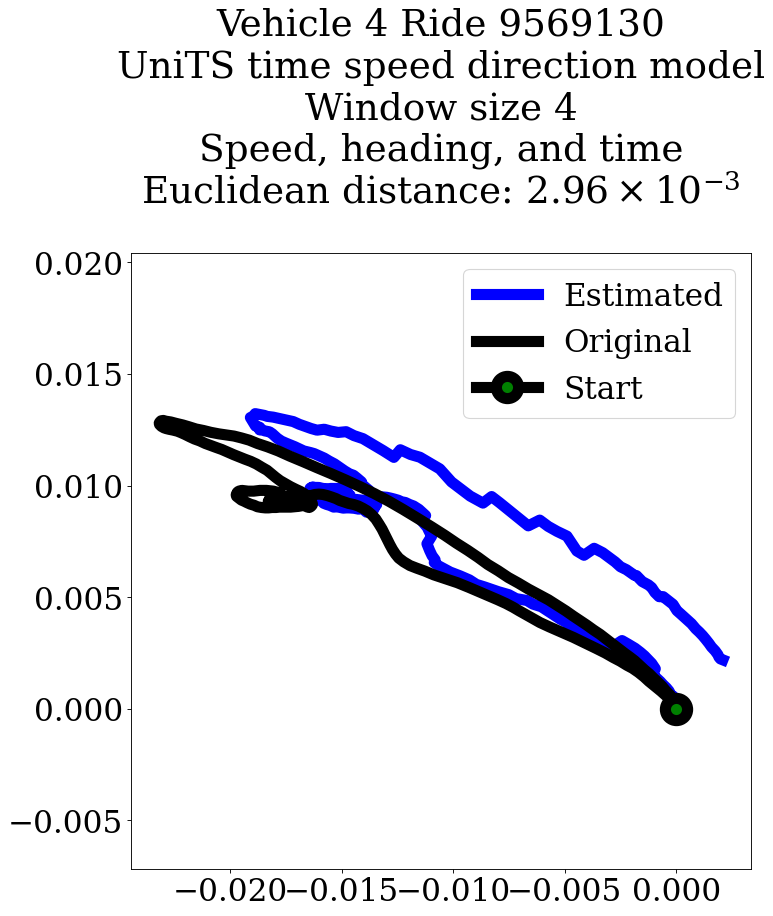 Vehicle 4 Ride 9569130
UniTS time speed direction model
Window size 4
Speed, heading, and time
Euclidean distance: 2.96 × 10⁻³
Estimated
Original
Start
0.020
0.015
0.010
0.005
0.000
−0.005
−0.020 −0.015 −0.010 −0.005 0.000